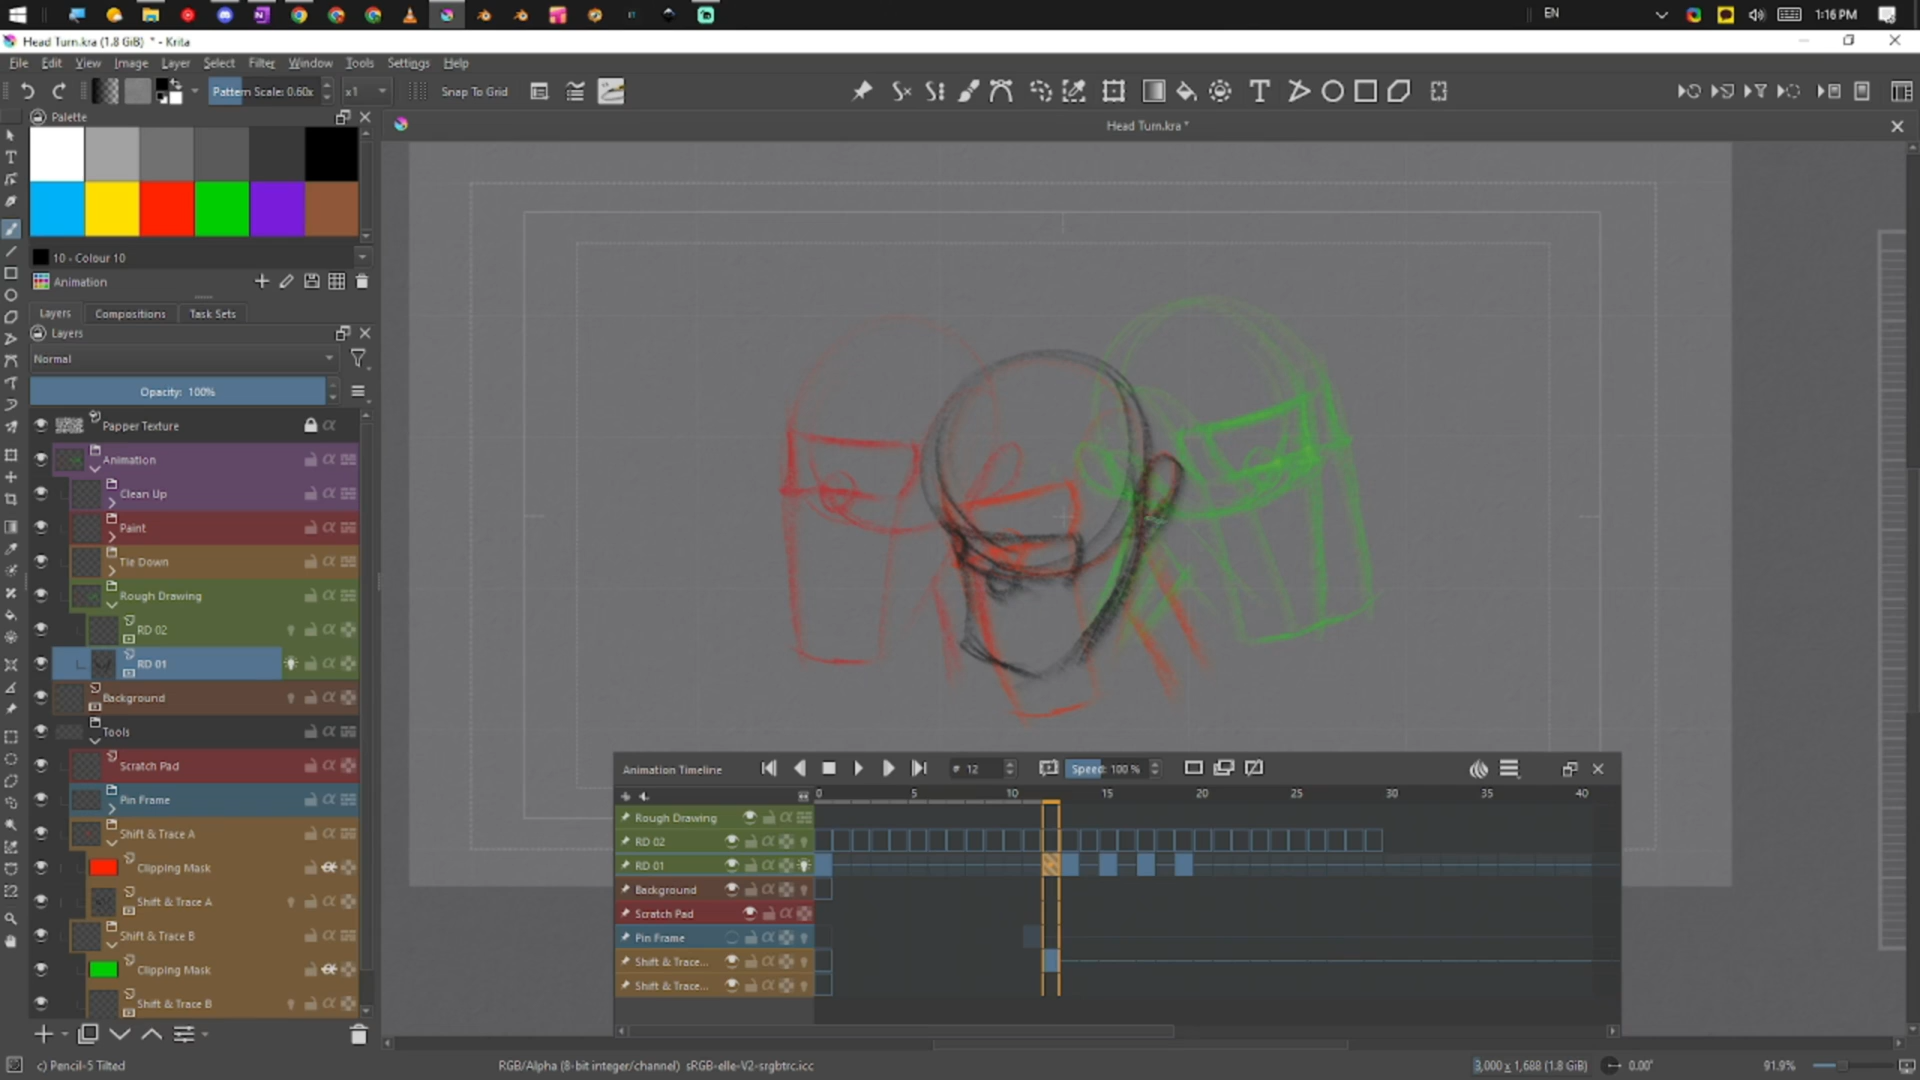 EN
1:16 PM
Head Turn.kra (1.8 GiB) * - Krita
File Edit View Image Layer Select Filter Window Tools Settings Help
Pattern Scale: 0.60x
x1
Snap To Grid
Palette
Head Turn.kra *
10 - Colour 10
Animation
Layers Compositions Task Sets
Layers
Normal
Opacity: 100%
Papper Texture
Animation
Clean Up
Paint
Tie Down
Rough Drawing
RD 02
RD 01
Background
Tools
Scratch Pad
Pin Frame
Shift & Trace A
Clipping Mask
Shift & Trace A
Shift & Trace B
Clipping Mask
Shift & Trace B
Animation Timeline
# 12
Speed: 100 %
0 5 10 15 20 25 30 35 40
Rough Drawing
RD 02
RD 01
Background
Scratch Pad
Pin Frame
Shift & Trace...
Shift & Trace...
c) Pencil-5 Tilted
RGB/Alpha (8-bit integer/channel) sRGB-elle-V2-srgbtrc.icc
3,000 x 1,688 (1.8 GiB)
0.00°
91.9%